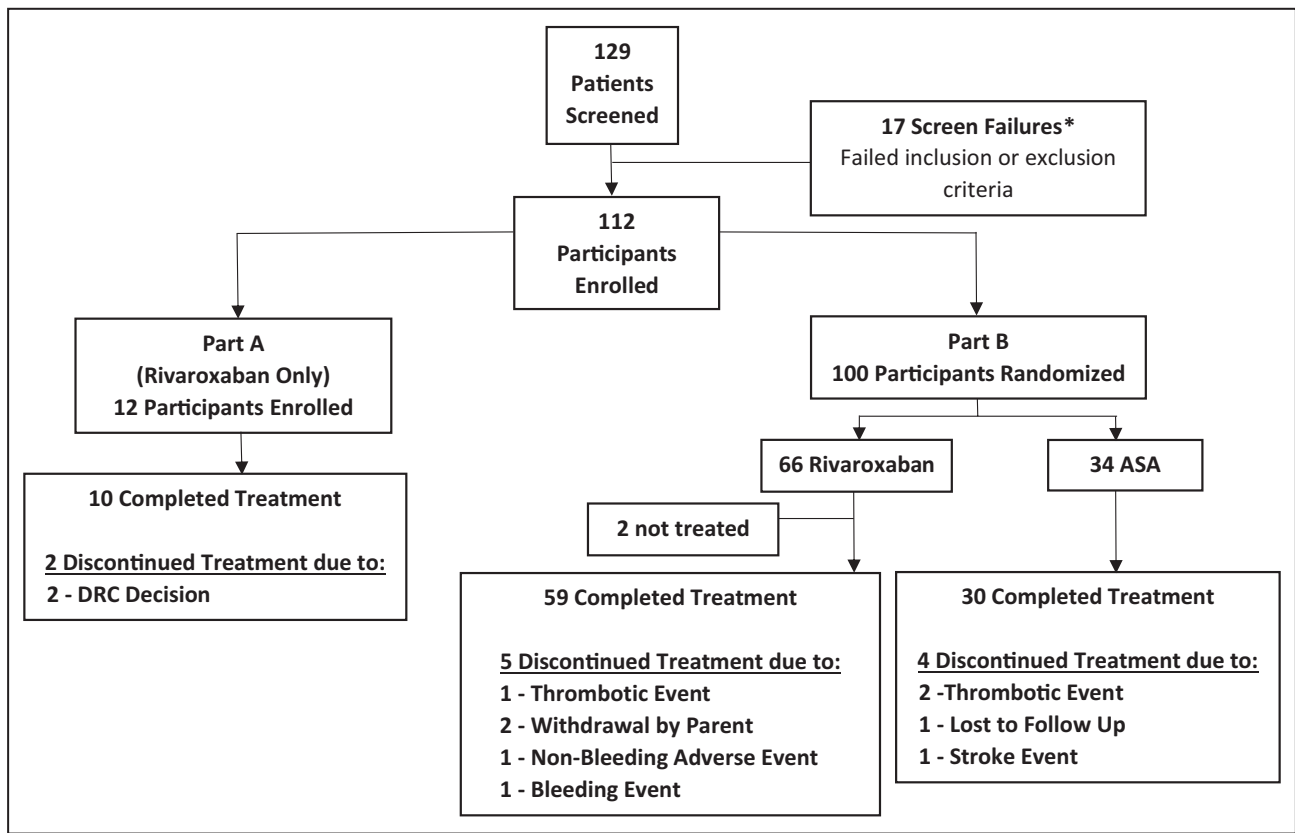 129
Patients
Screened
17 Screen Failures*
Failed inclusion or exclusion
criteria
112
Participants
Enrolled
Part A
(Rivaroxaban Only)
12 Participants Enrolled
Part B
100 Participants Randomized
66 Rivaroxaban
34 ASA
2 not treated
10 Completed Treatment
2 Discontinued Treatment due to:
2 - DRC Decision
59 Completed Treatment
5 Discontinued Treatment due to:
1 - Thrombotic Event
2 - Withdrawal by Parent
1 - Non-Bleeding Adverse Event
1 - Bleeding Event
30 Completed Treatment
4 Discontinued Treatment due to:
2 -Thrombotic Event
1 - Lost to Follow Up
1 - Stroke Event